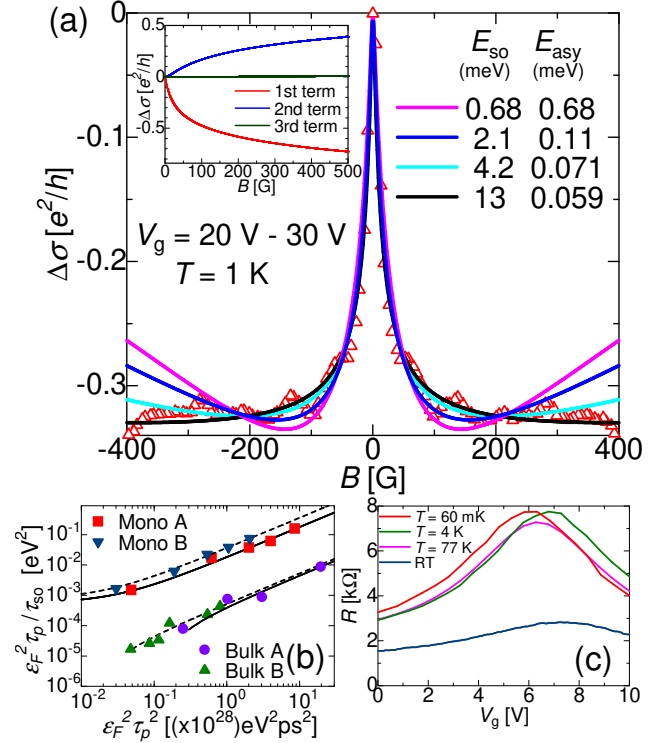 (a)
0
-0.1
-0.2
-0.3
Δσ [e²/h]
-400 -200 0 200 400
B [G]
0.5
0
-0.5
-Δσ [e²/h]
0 100 200 300 400 500
B [G]
1st term
2nd term
3rd term
V_g = 20 V - 30 V
T = 1 K
E_so E_asy
(meV) (meV)
0.68 0.68
2.1 0.11
4.2 0.071
13 0.059
(b)
Mono A
Mono B
Bulk A
Bulk B
10⁻¹
10⁻²
10⁻³
10⁻⁴
10⁻⁵
10⁻⁶
ε_F² τ_p / τ_so [eV²]
10⁻² 10⁻¹ 10⁰ 10¹
ε_F² τ_p² [(x10²⁸)eV²ps²]
(c)
T = 60 mK
T = 4 K
T = 77 K
RT
8
6
4
2
0
R [kΩ]
0 2 4 6 8 10
V_g [V]